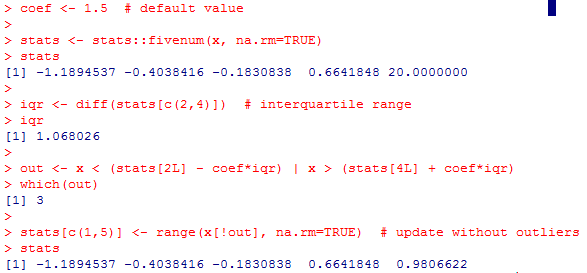 > coef <- 1.5  # default value
>
> stats <- stats::fivenum(x, na.rm=TRUE)
> stats
[1] -1.1894537 -0.4038416 -0.1830838  0.6641848 20.0000000
>
> iqr <- diff(stats[c(2,4)])  # interquartile range
> iqr
[1] 1.068026
>
> out <- x < (stats[2L] - coef*iqr) | x > (stats[4L] + coef*iqr)
> which(out)
[1] 3
>
> stats[c(1,5)] <- range(x[!out], na.rm=TRUE)  # update without outliers
> stats
[1] -1.1894537 -0.4038416 -0.1830838  0.6641848  0.9806622